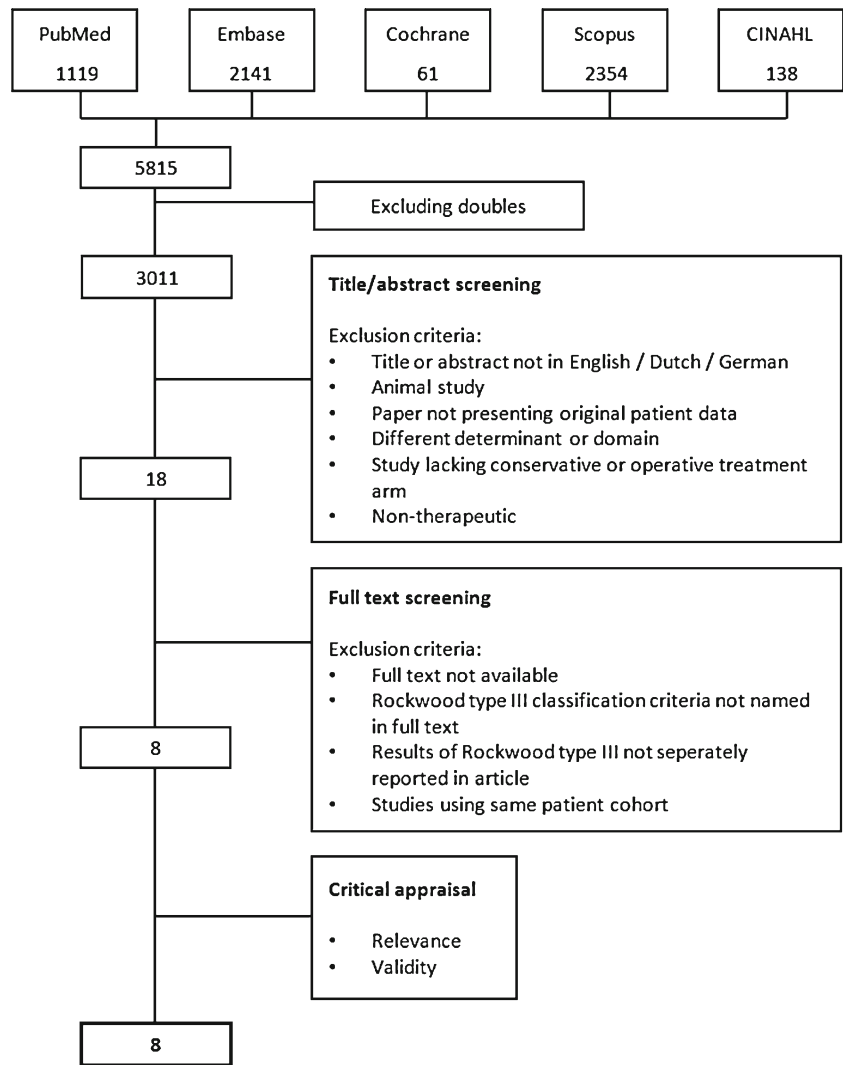 PubMed
1119
Embase
2141
Cochrane
61
Scopus
2354
CINAHL
138
5815
Excluding doubles
3011
Title/abstract screening
Exclusion criteria:
• Title or abstract not in English / Dutch / German
• Animal study
• Paper not presenting original patient data
• Different determinant or domain
• Study lacking conservative or operative treatment
arm
• Non-therapeutic
18
Full text screening
Exclusion criteria:
• Full text not available
• Rockwood type III classification criteria not named
in full text
• Results of Rockwood type III not seperately
reported in article
• Studies using same patient cohort
8
Critical appraisal
• Relevance
• Validity
8